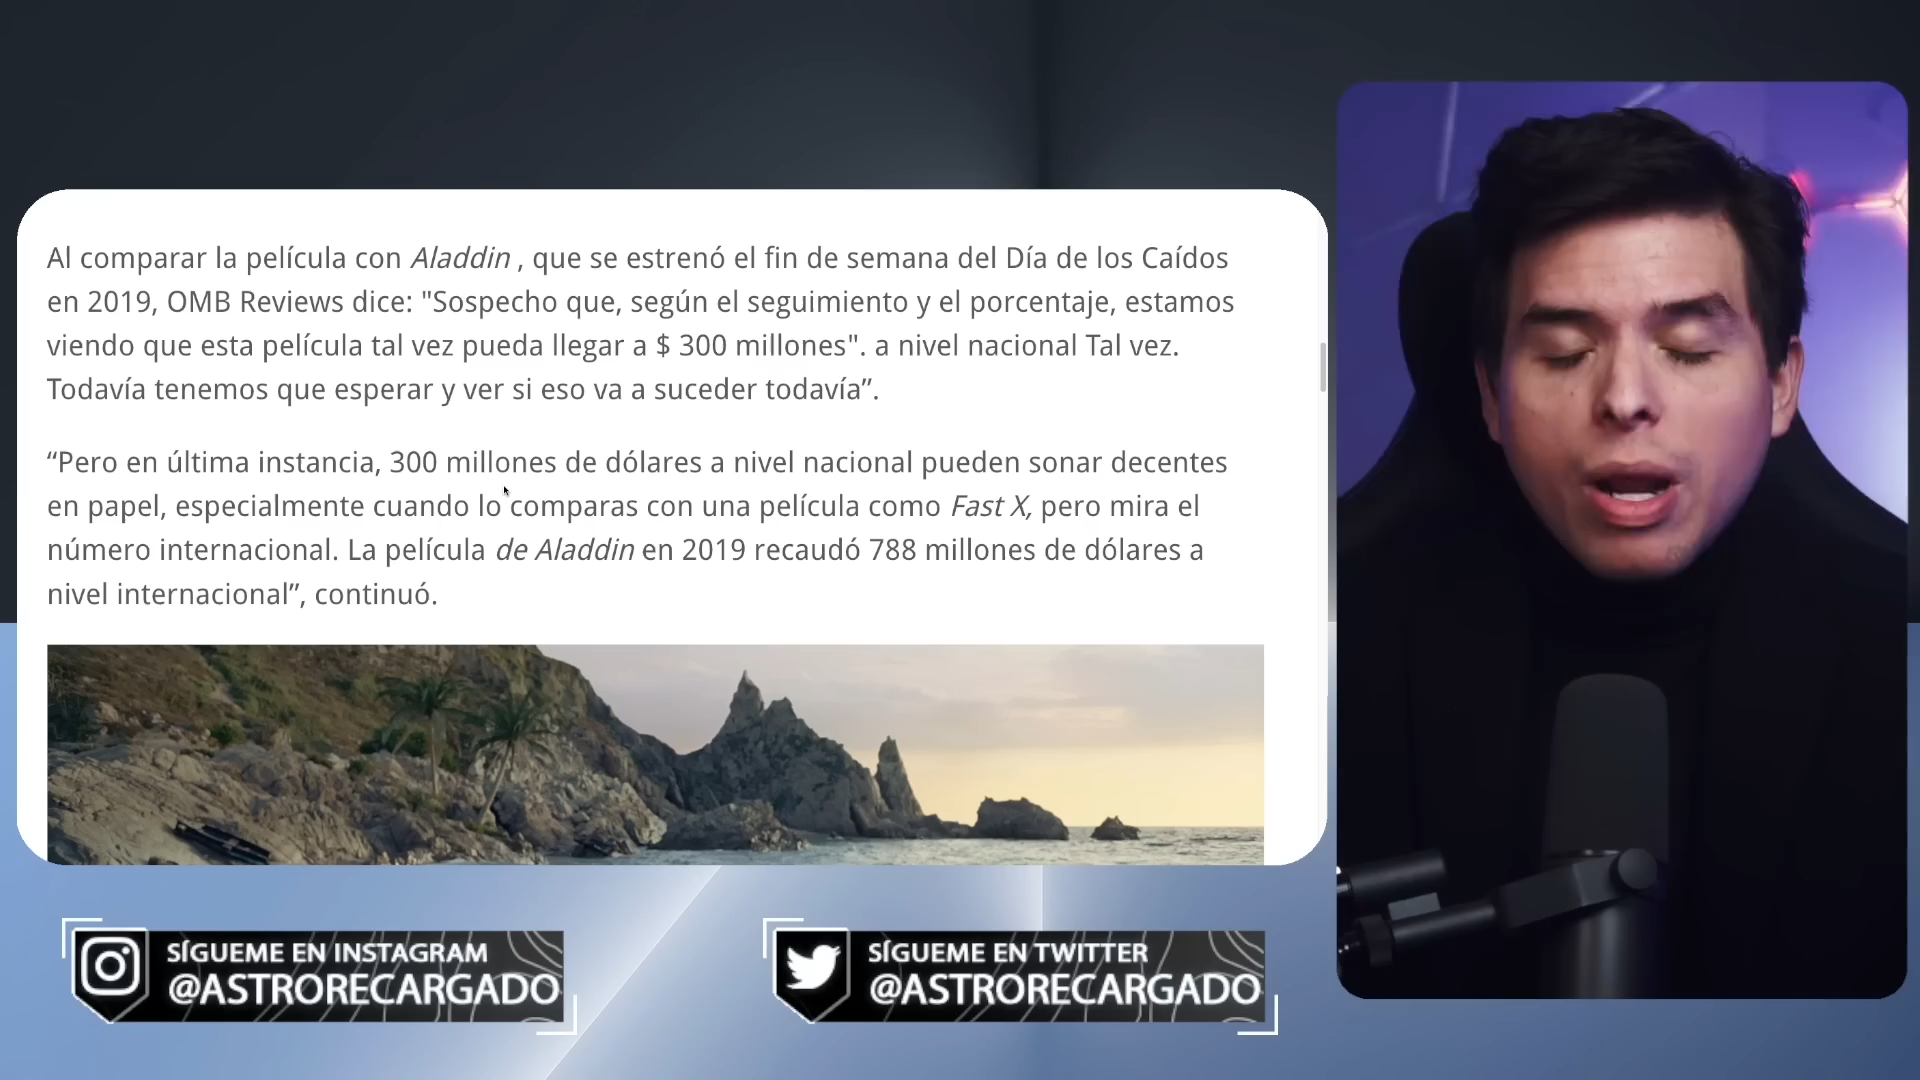 Al comparar la película con Aladdin , que se estrenó el fin de semana del Día de los Caídos
en 2019, OMB Reviews dice: "Sospecho que, según el seguimiento y el porcentaje, estamos
viendo que esta película tal vez pueda llegar a $ 300 millones". a nivel nacional Tal vez.
Todavía tenemos que esperar y ver si eso va a suceder todavía”.
“Pero en última instancia, 300 millones de dólares a nivel nacional pueden sonar decentes
en papel, especialmente cuando lo comparas con una película como Fast X, pero mira el
número internacional. La película de Aladdin en 2019 recaudó 788 millones de dólares a
nivel internacional”, continuó.
SÍGUEME EN INSTAGRAM
@ASTRORECARGADO
SÍGUEME EN TWITTER
@ASTRORECARGADO